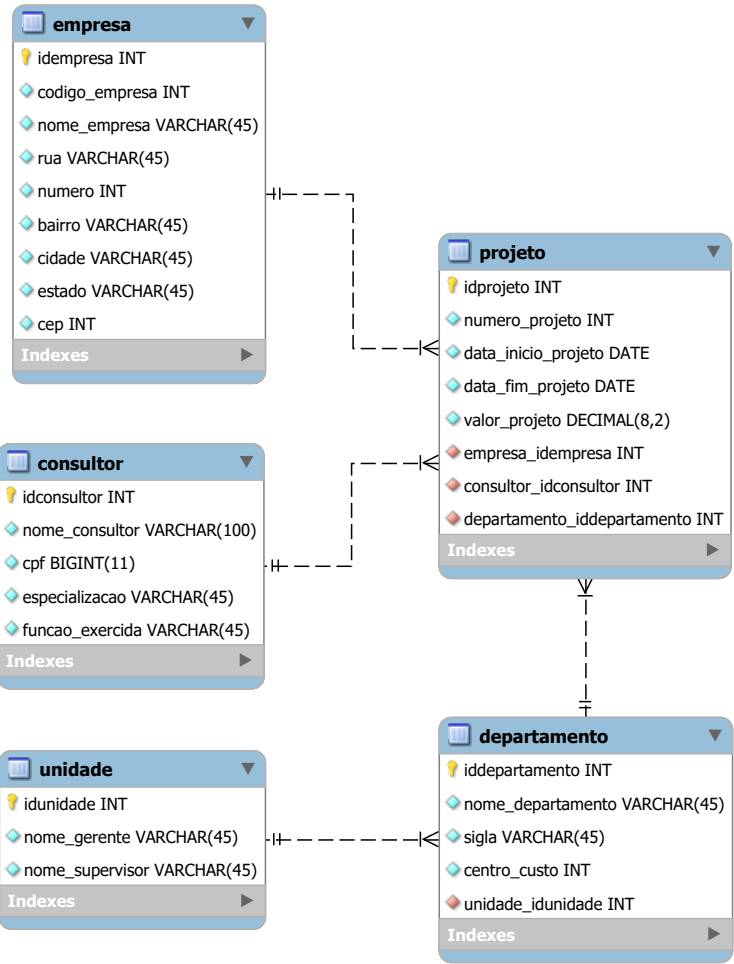 empresa
idempresa INT
codigo_empresa INT
nome_empresa VARCHAR(45)
rua VARCHAR(45)
numero INT
bairro VARCHAR(45)
cidade VARCHAR(45)
estado VARCHAR(45)
cep INT
Indexes
projeto
idprojeto INT
numero_projeto INT
data_inicio_projeto DATE
data_fim_projeto DATE
valor_projeto DECIMAL(8,2)
empresa_idempresa INT
consultor_idconsultor INT
departamento_iddepartamento INT
Indexes
consultor
idconsultor INT
nome_consultor VARCHAR(100)
cpf BIGINT(11)
especializacao VARCHAR(45)
funcao_exercida VARCHAR(45)
Indexes
unidade
idunidade INT
nome_gerente VARCHAR(45)
nome_supervisor VARCHAR(45)
Indexes
departamento
iddepartamento INT
nome_departamento VARCHAR(45)
sigla VARCHAR(45)
centro_custo INT
unidade_idunidade INT
Indexes